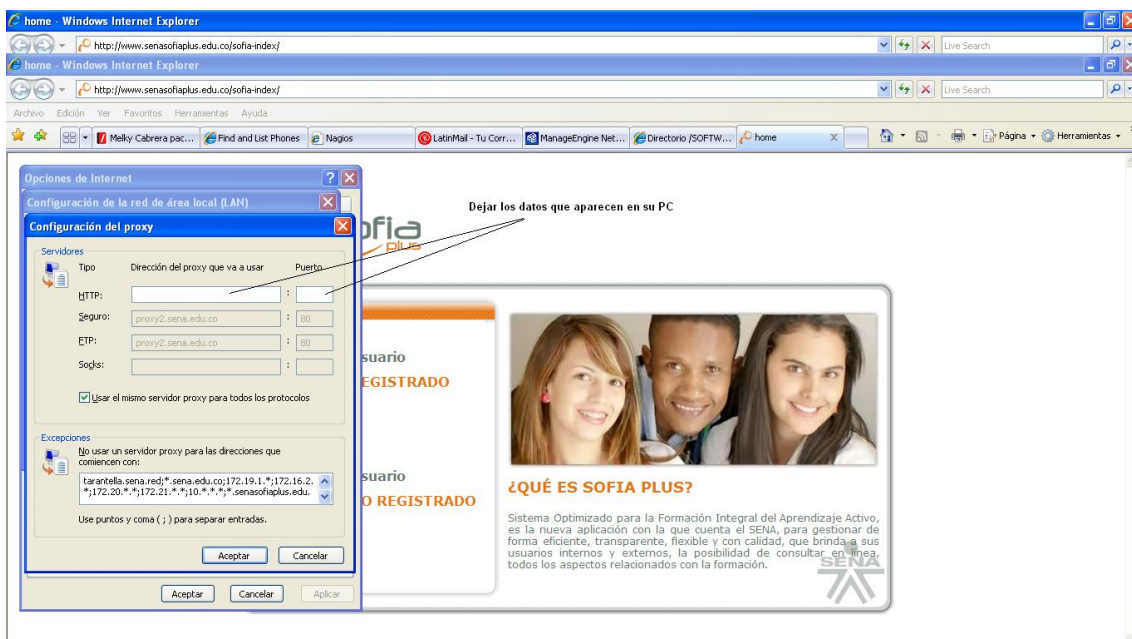 home - Windows Internet Explorer
http://www.senasofiaplus.edu.co/sofia-index/
Live Search
home - Windows Internet Explorer
http://www.senasofiaplus.edu.co/sofia-index/
Live Search
Archivo Edición Ver Favoritos Herramientas Ayuda
Melky Cabrera pac... Find and List Phones Nagios LatinMail - Tu Corr... ManageEngine Net... Directorio /SOFTW... home Página Herramientas
Opciones de Internet
Configuración de la red de área local (LAN)
Configuración del proxy
Servidores
Tipo Dirección del proxy que va a usar Puerto
HTTP: :
Seguro: proxy2.sena.edu.co : 80
FTP: proxy2.sena.edu.co : 80
Socks: :
Usar el mismo servidor proxy para todos los protocolos
Excepciones
No usar un servidor proxy para las direcciones que
comiencen con:
tarantella.sena.red;*.sena.edu.co;172.19.1.*;172.16.2.
*;172.20.*.*;172.21.*.*;10.*.*.*;*.senasofiaplus.edu.
Use puntos y coma ( ; ) para separar entradas.
Aceptar Cancelar
Aceptar Cancelar Aplicar
Dejar los datos que aparecen en su PC
ofia
plus
suario
EGISTRADO
suario
O REGISTRADO
¿QUÉ ES SOFIA PLUS?
Sistema Optimizado para la Formación Integral del Aprendizaje Activo,
es la nueva aplicación con la que cuenta el SENA, para gestionar de
forma eficiente, transparente, flexible y con calidad, que brinda a sus
usuarios internos y externos, la posibilidad de consultar en línea,
todos los aspectos relacionados con la formación.
SENA